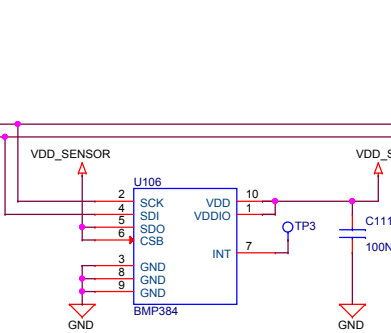 VDD_SENSOR
VDD_S
U106
2 SCK VDD 10
4 SDI VDDIO 1
5 SDO
6 CSB
TP3
C111
100N
INT 7
3 GND
8 GND
9 GND
BMP384
GND
GND